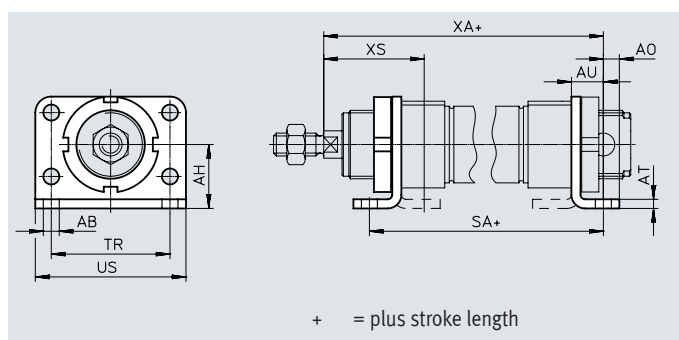 XA+
XS
AO
AU
AH
AT
AB
SA+
TR
US
+ = plus stroke length